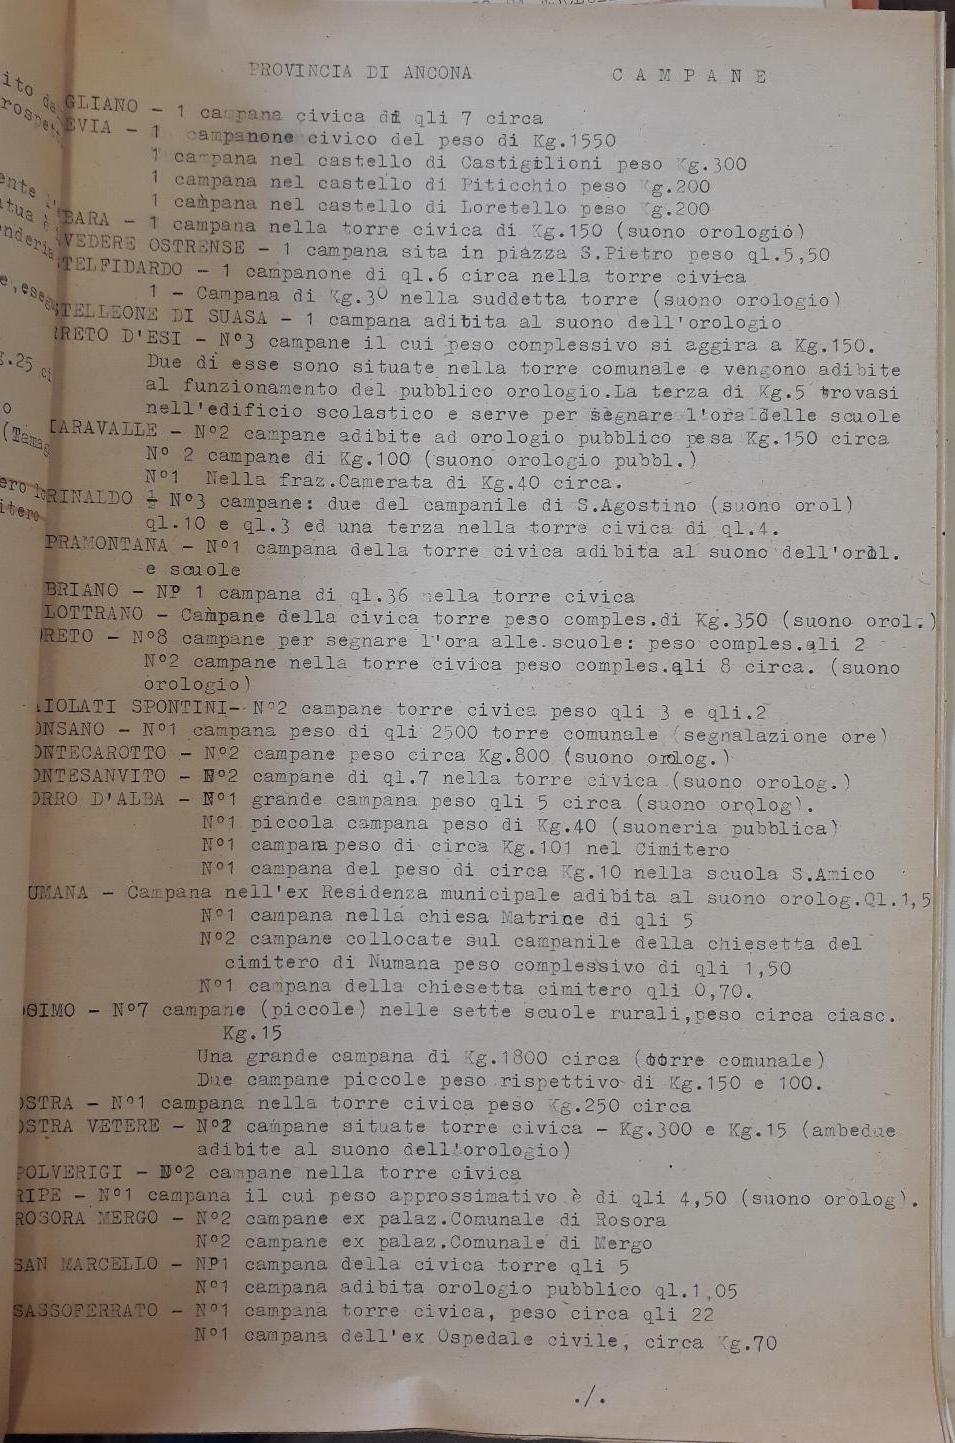 PROVINCIA DI ANCONA C A M P A N E
GLIANO - 1 campana civica di qli 7 circa
EVIA - 1 campanone civico del peso di Kg.1550
1 campana nel castello di Castiglioni peso Kg.300
1 campana nel castello di Piticchio peso Kg.200
1 campana nel castello di Loretello peso Kg.200
BARA - 1 campana nella torre civica di Kg.150 (suono orologio)
VEDERE OSTRENSE - 1 campana sita in piazza S.Pietro peso ql.5,50
TELFIDARDO - 1 campanone di ql.6 circa nella torre civica
1 - Campana di Kg.30 nella suddetta torre (suono orologio)
TELLEONE DI SUASA - 1 campana adibita al suono dell'orologio
RETO D'ESI - N°3 campane il cui peso complessivo si aggira a Kg.150.
Due di esse sono situate nella torre comunale e vengono adibite
al funzionamento del pubblico orologio.La terza di Kg.5 trovasi
nell'edificio scolastico e serve per segnare l'ora delle scuole
ARAVALLE - N°2 campane adibite ad orologio pubblico pesa Kg.150 circa
N° 2 campane di Kg.100 (suono orologio pubbl.)
N°1 Nella fraz.Camerata di Kg.40 circa.
RINALDO - N°3 campane: due del campanile di S.Agostino (suono orol)
ql.10 e ql.3 ed una terza nella torre civica di ql.4.
PRAMONTANA - N°1 campana della torre civica adibita al suono dell'orol.
e scuole
BRIANO - N° 1 campana di ql.36 nella torre civica
LOTTRANO - Campane della civica torre peso comples.di Kg.350 (suono orol.)
RETO - N°8 campane per segnare l'ora alle scuole: peso comples.qli 2
N°2 campane nella torre civica peso comples.qli 8 circa. (suono
orologio)
IOLATI SPONTINI- N°2 campane torre civica peso qli 3 e qli.2
ONSANO - N°1 campana peso di qli 2500 torre comunale (segnalazione ore)
ONTECAROTTO - N°2 campane peso circa Kg.800 (suono orolog.)
ONTESANVITO - N°2 campane di ql.7 nella torre civica (suono orolog.)
ORRO D'ALBA - N°1 grande campana peso qli 5 circa (suono orolog).
N°1 piccola campana peso di Kg.40 (suoneria pubblica)
N°1 campana peso di circa Kg.101 nel Cimitero
N°1 campana del peso di circa Kg.10 nella scuola S.Amico
UMANA - Campana nell'ex Residenza municipale adibita al suono orolog.Ql.1,5
N°1 campana nella chiesa Matrine di qli 5
N°2 campane collocate sul campanile della chiesetta del
cimitero di Numana peso complessivo di qli 1,50
N°1 campana della chiesetta cimitero qli 0,70.
OSIMO - N°7 campane (piccole) nelle sette scuole rurali,peso circa ciasc.
Kg.15
Una grande campana di Kg.1800 circa (torre comunale)
Due campane piccole peso rispettivo di Kg.150 e 100.
OSTRA - N°1 campana nella torre civica peso Kg.250 circa
OSTRA VETERE - N°2 campane situate torre civica - Kg.300 e Kg.15 (ambedue
adibite al suono dell'orologio)
POLVERIGI - N°2 campane nella torre civica
RIPE - N°1 campana il cui peso approssimativo è di qli 4,50 (suono orolog).
ROSORA MERGO - N°2 campane ex palaz.Comunale di Rosora
N°2 campane ex palaz.Comunale di Mergo
SAN MARCELLO - N°1 campana della civica torre qli 5
N°1 campana adibita orologio pubblico ql.1,05
SASSOFERRATO - N°1 campana torre civica, peso circa qli 22
N°1 campana dell'ex Ospedale civile, circa Kg.70
./.